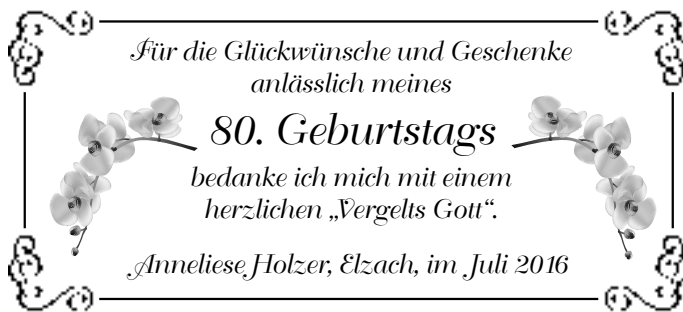 Für die Glückwünsche und Geschenke
anlässlich meines
80. Geburtstags
bedanke ich mich mit einem
herzlichen „Vergelts Gott“.
Anneliese Holzer, Elzach, im Juli 2016